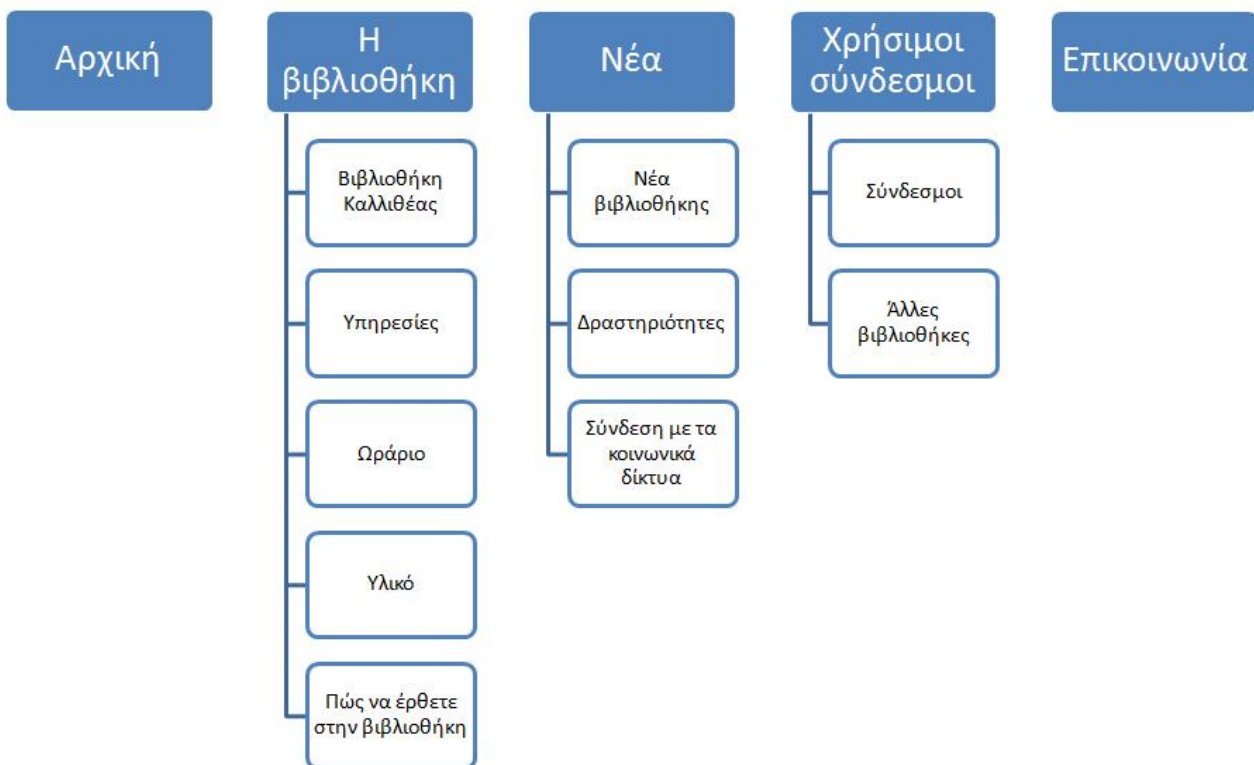 Αρχική
Η
βιβλιοθήκη
Βιβλιοθήκη
Καλλιθέας
Υπηρεσίες
Ωράριο
Υλικό
Πώς να έρθετε
στην βιβλιοθήκη
Νέα
Νέα
βιβλιοθήκης
Δραστηριότητες
Σύνδεση με τα
κοινωνικά
δίκτυα
Χρήσιμοι
σύνδεσμοι
Σύνδεσμοι
Άλλες
βιβλιοθήκες
Επικοινωνία